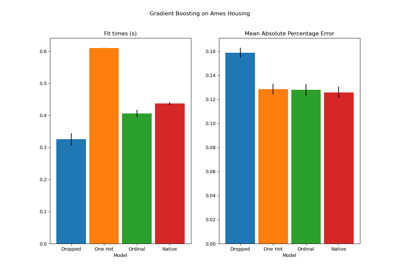 Gradient Boosting on Ames Housing
Fit times (s)
0.6
0.5
0.4
0.3
0.2
0.1
0.0
Dropped One Hot Ordinal Native
Model
Mean Absolute Percentage Error
0.16
0.14
0.12
0.10
0.08
0.06
0.04
0.02
0.00
Dropped One Hot Ordinal Native
Model